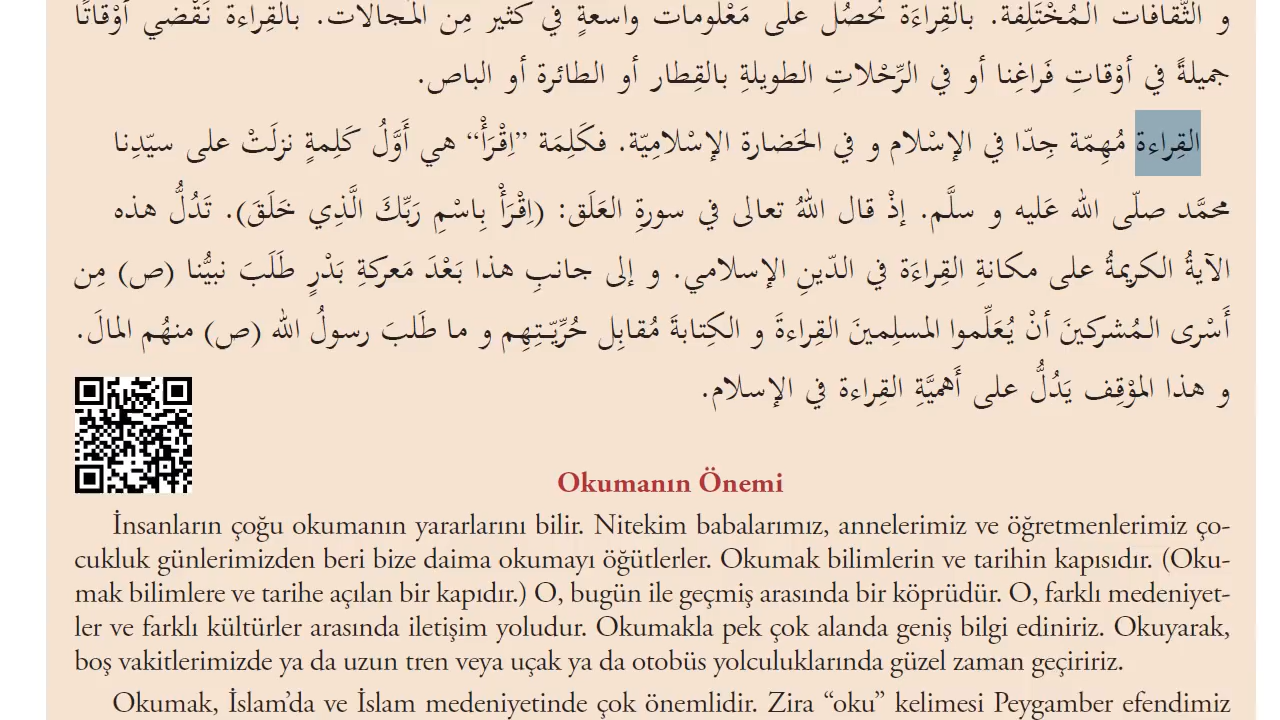 و الثَّقافات المُخْتَلِفة. بالقِراءَة نَحصُل على مَعْلومات واسعةٍ في كثيرٍ مِن المَجالات. بالقِراءة نَقْضي أوْقاتًا
جميلةً في أوْقاتِ فَراغِنا أو في الرِّحْلاتِ الطويلةِ بالقِطار أو الطائرة أو الباص.
القِراءة مُهِمّة جِدّا في الإسْلام و في الحَضارة الإسْلامِيّة. فكَلِمَة ”اِقْرَأْ“ هي أَوَّلُ كَلِمةٍ نزلَتْ على سيّدِنا
محمَّد صلّى الله عَليه و سلَّم. إذْ قال اللهُ تعالى في سورةِ العَلَق: (اِقْرَأْ بِاسْمِ رَبِّكَ الَّذِي خَلَقَ). تَدُلُّ هذه
الآيةُ الكريمةُ على مكانةِ القِراءَة في الدّينِ الإسلامي. و إلى جانبِ هذا بَعْدَ مَعركةِ بَدْرٍ طَلَبَ نبيُّنا (ص) مِن
أَسْرى المُشركينَ أنْ يُعَلِّموا المسلِمينَ القِراءةَ و الكِتابةَ مُقابِل حُرِّيّتِهِم و ما طَلبَ رسولُ الله (ص) منهُم المالَ.
و هذا الموْقِف يَدُلُّ على أَهمِيَّةِ القِراءة في الإسلام.
Okumanın Önemi
İnsanların çoğu okumanın yararlarını bilir. Nitekim babalarımız, annelerimiz ve öğretmenlerimiz ço-
cukluk günlerimizden beri bize daima okumayı öğütlerler. Okumak bilimlerin ve tarihin kapısıdır. (Oku-
mak bilimlere ve tarihe açılan bir kapıdır.) O, bugün ile geçmiş arasında bir köprüdür. O, farklı medeniyet-
ler ve farklı kültürler arasında iletişim yoludur. Okumakla pek çok alanda geniş bilgi ediniriz. Okuyarak,
boş vakitlerimizde ya da uzun tren veya uçak ya da otobüs yolculuklarında güzel zaman geçiririz.
Okumak, İslam’da ve İslam medeniyetinde çok önemlidir. Zira “oku” kelimesi Peygamber efendimiz